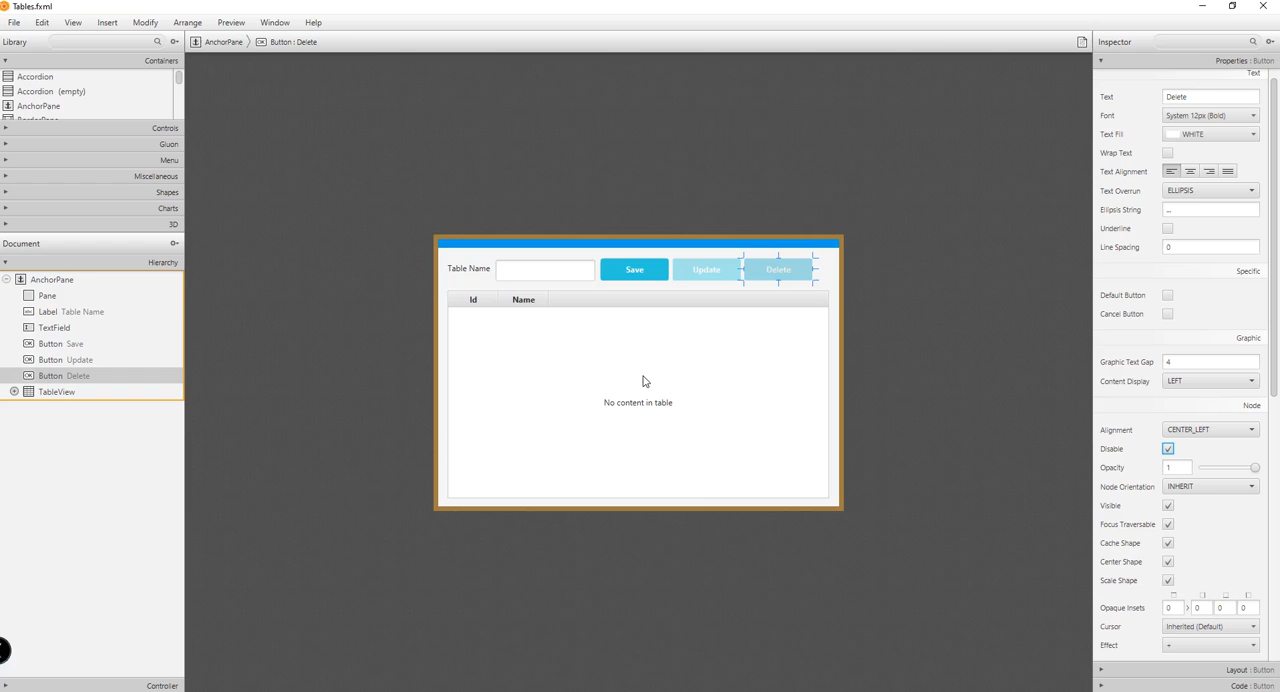 Tables.fxml
File Edit View Insert Modify Arrange Preview Window Help
Library
AnchorPane Button : Delete
Inspector
Containers
Accordion
Accordion (empty)
AnchorPane
Controls
Gluon
Menu
Miscellaneous
Shapes
Charts
3D
Document
Hierarchy
AnchorPane
Pane
Label Table Name
TextField
Button Save
Button Update
Button Delete
TableView
Controller
Table Name Save Update Delete
Id Name
No content in table
Properties : Button
Text
Text Delete
Font System 12px (Bold)
Text Fill WHITE
Wrap Text
Text Alignment
Text Overrun ELLIPSIS
Ellipsis String ...
Underline
Line Spacing 0
Specific
Default Button
Cancel Button
Graphic
Graphic Text Gap 4
Content Display LEFT
Node
Alignment CENTER_LEFT
Disable
Opacity 1
Node Orientation INHERIT
Visible
Focus Traversable
Cache Shape
Center Shape
Scale Shape
Opaque Insets 0 0 0 0
Cursor Inherited (Default)
Effect +
Layout : Button
Code : Button